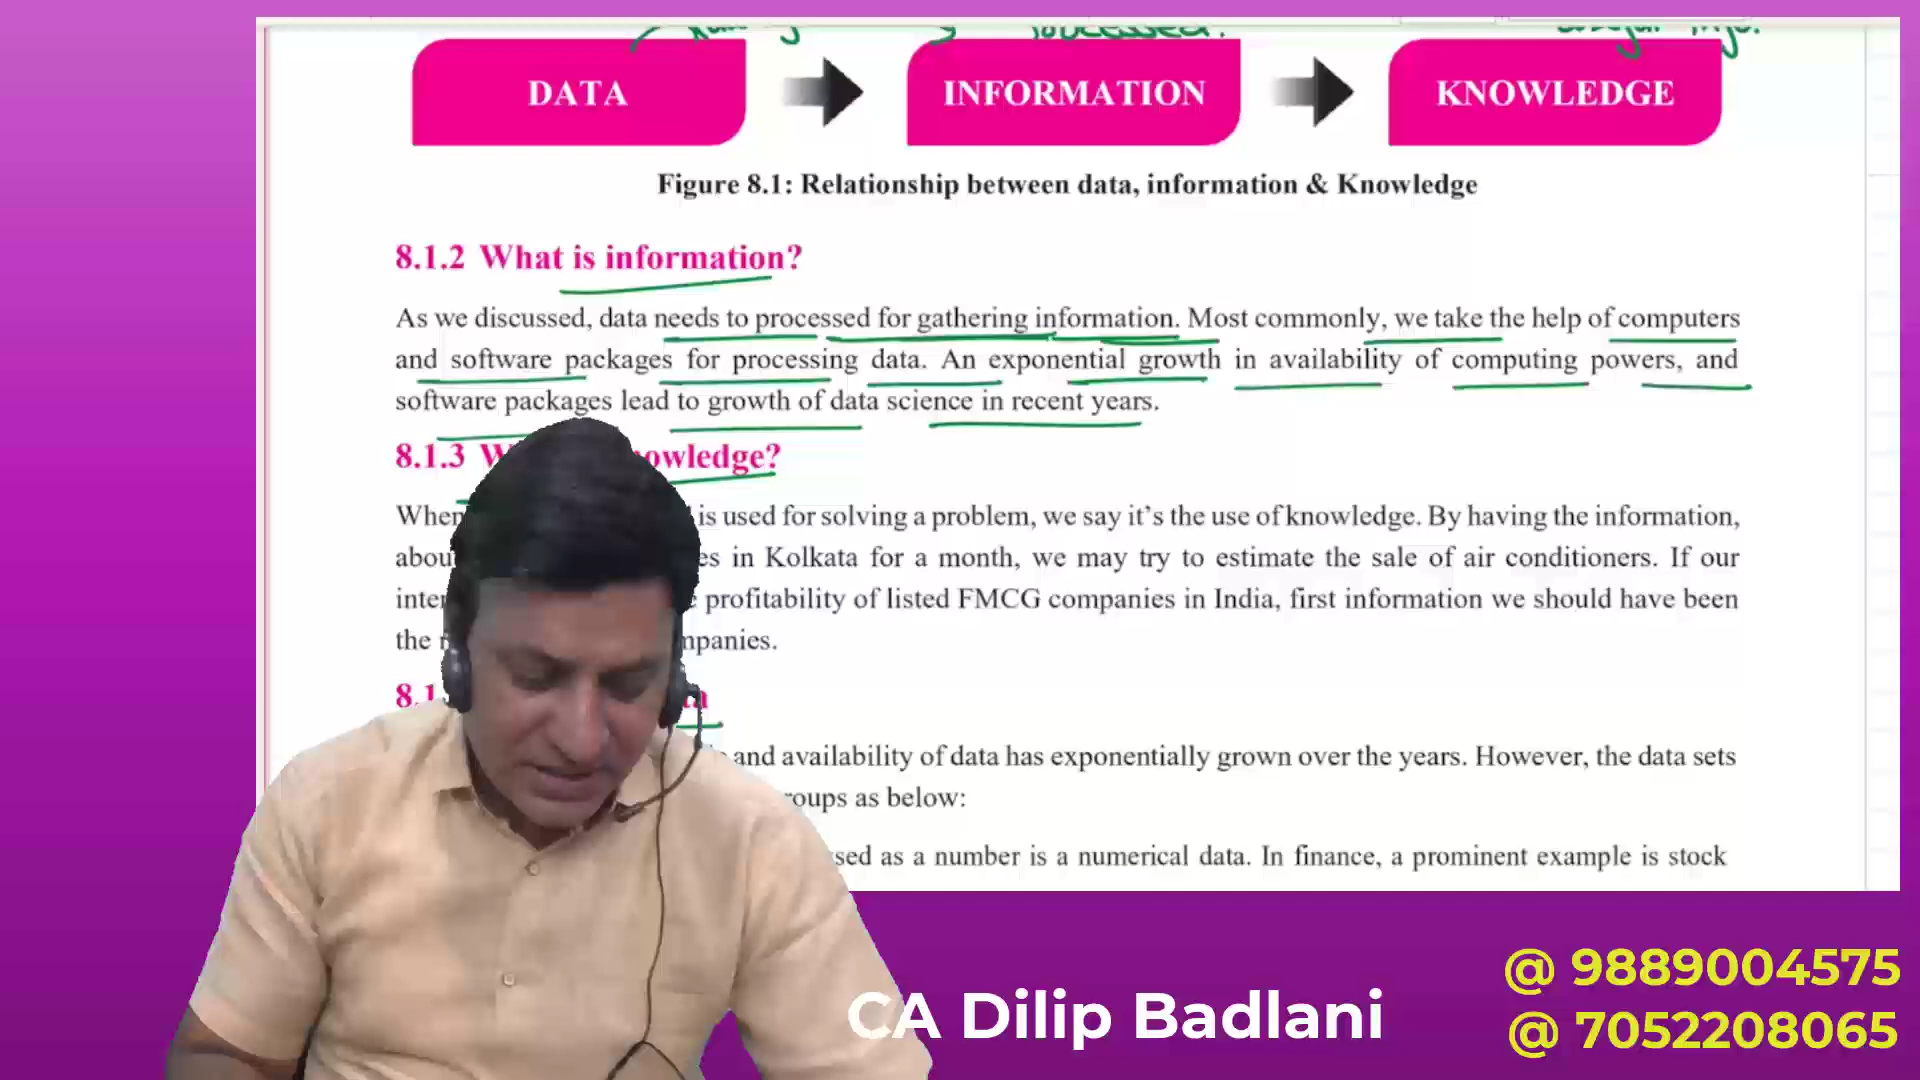 processed.
DATA
INFORMATION
KNOWLEDGE
Figure 8.1: Relationship between data, information & Knowledge
8.1.2 What is information?
As we discussed, data needs to processed for gathering information. Most commonly, we take the help of computers
and software packages for processing data. An exponential growth in availability of computing powers, and
software packages lead to growth of data science in recent years.
8.1.3
When is used for solving a problem, we say it's the use of knowledge. By having the information,
in Kolkata for a month, we may try to estimate the sale of air conditioners. If our
profitability of listed FMCG companies in India, first information we should have been
the
and availability of data has exponentially grown over the years. However, the data sets
as below:
as a number is a numerical data. In finance, a prominent example is stock
CA Dilip Badlani
@ 9889004575
@ 7052208065